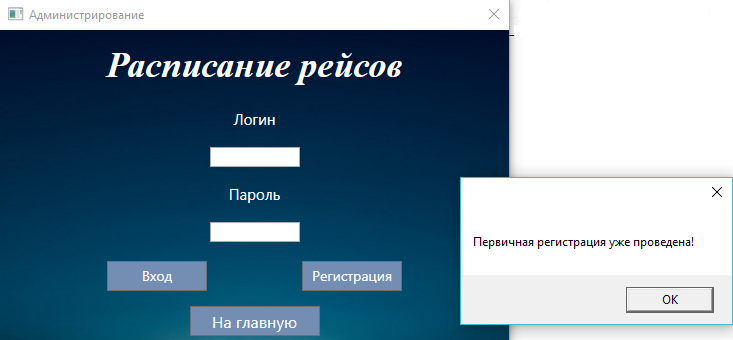 Администрирование
Расписание рейсов
Логин
Пароль
Вход
Регистрация
На главную
Первичная регистрация уже проведена!
OK